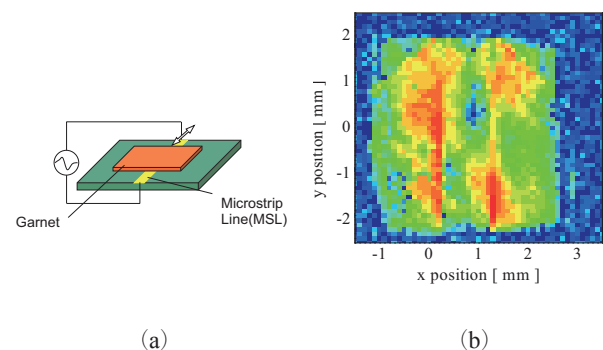 (a)
Garnet
Microstrip
Line(MSL)
(b)
2
1
0
-1
-2
y position [ mm ]
-1 0 1 2 3
x position [ mm ]